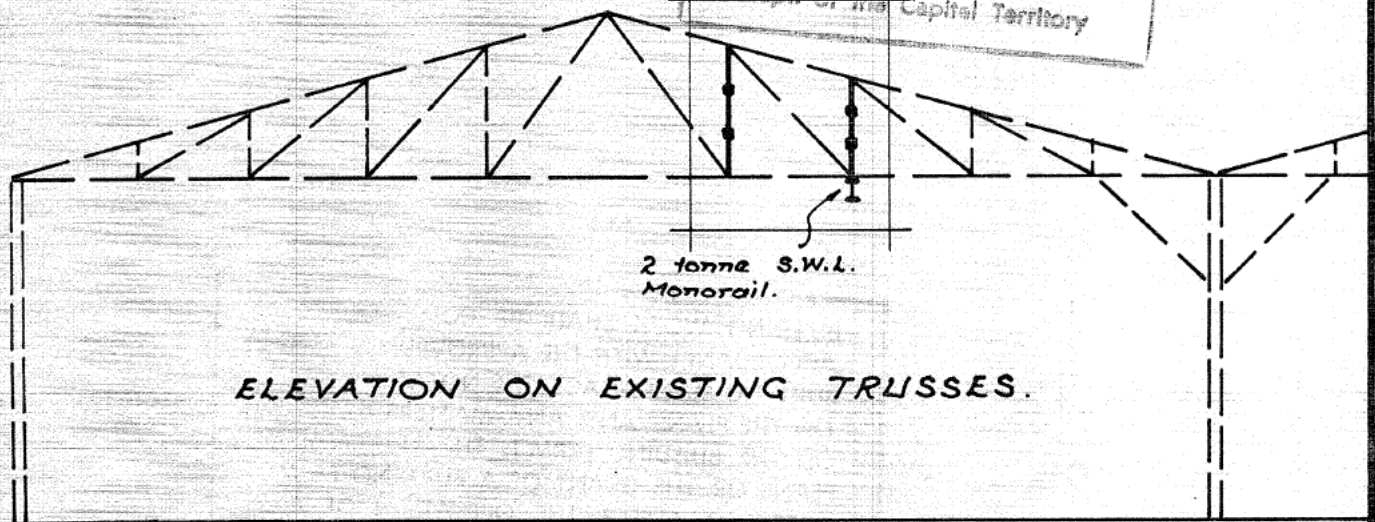 Capital Territory
2 tonne S.W.L.
Monorail.
ELEVATION ON EXISTING TRUSSES.